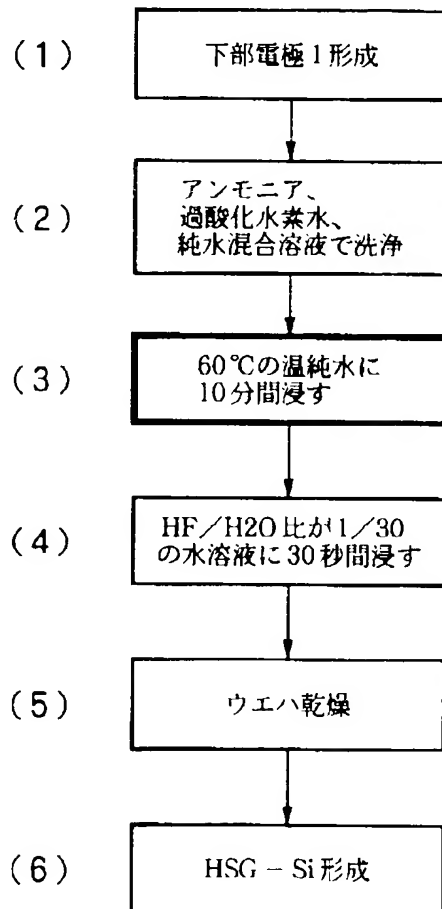 (1)
下部電極1形成
(2)
アンモニア、
過酸化水素水、
純水混合溶液で洗浄
(3)
60℃の温純水に
10分間浸す
(4)
HF/H2O比が1/30
の水溶液に30秒間浸す
(5)
ウエハ乾燥
(6)
HSG－Si形成